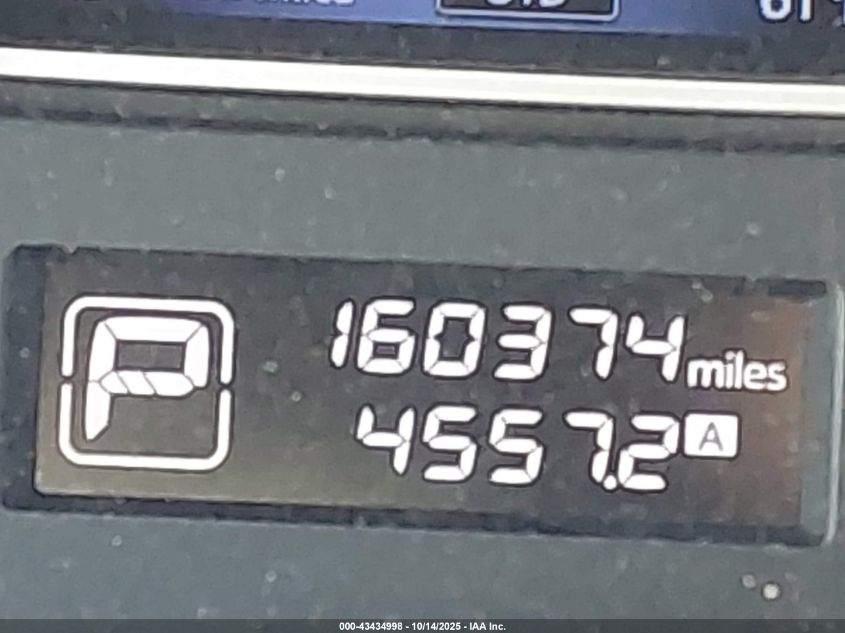 P
160374 miles
4557.2 A
000-43434998 - 10/14/2025 - IAA Inc.